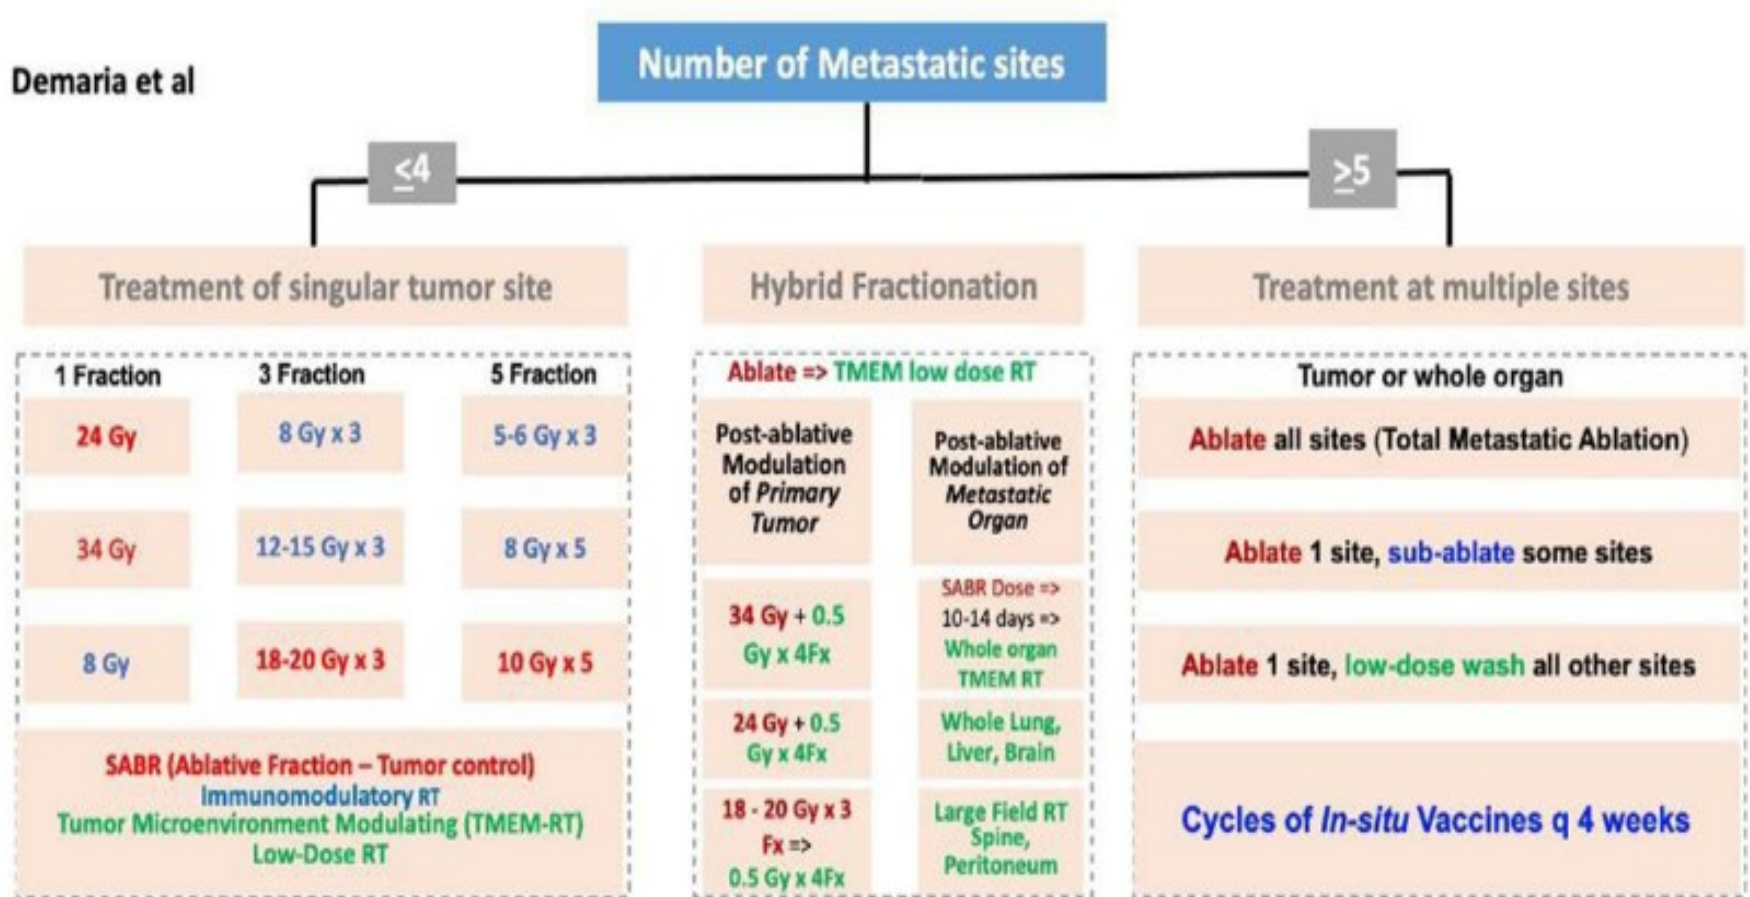 Demaria et al
Number of Metastatic sites
≤4
≥5
Treatment of singular tumor site
1 Fraction
3 Fraction
5 Fraction
24 Gy
8 Gy x 3
5-6 Gy x 3
34 Gy
12-15 Gy x 3
8 Gy x 5
8 Gy
18-20 Gy x 3
10 Gy x 5
SABR (Ablative Fraction – Tumor control)
Immunomodulatory RT
Tumor Microenvironment Modulating (TMEM-RT)
Low-Dose RT
Hybrid Fractionation
Ablate => TMEM low dose RT
Post-ablative
Modulation
of Primary
Tumor
34 Gy + 0.5
Gy x 4Fx
24 Gy + 0.5
Gy x 4Fx
18 - 20 Gy x 3
Fx =>
0.5 Gy x 4Fx
Post-ablative
Modulation of
Metastatic
Organ
SABR Dose =>
10-14 days =>
Whole organ
TMEM RT
Whole Lung,
Liver, Brain
Large Field RT
Spine,
Peritoneum
Treatment at multiple sites
Tumor or whole organ
Ablate all sites (Total Metastatic Ablation)
Ablate 1 site, sub-ablate some sites
Ablate 1 site, low-dose wash all other sites
Cycles of In-situ Vaccines q 4 weeks